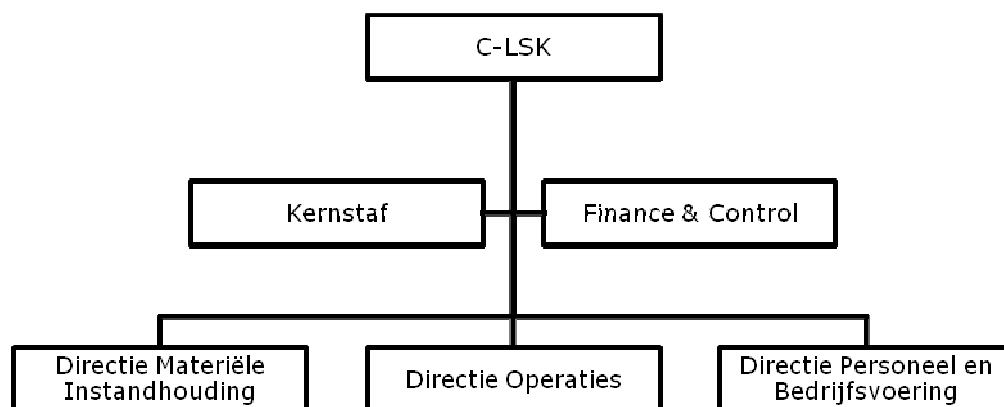 C-LSK
Kernstaf
Finance & Control
Directie Materiële
Instandhouding
Directie Operaties
Directie Personeel en
Bedrijfsvoering